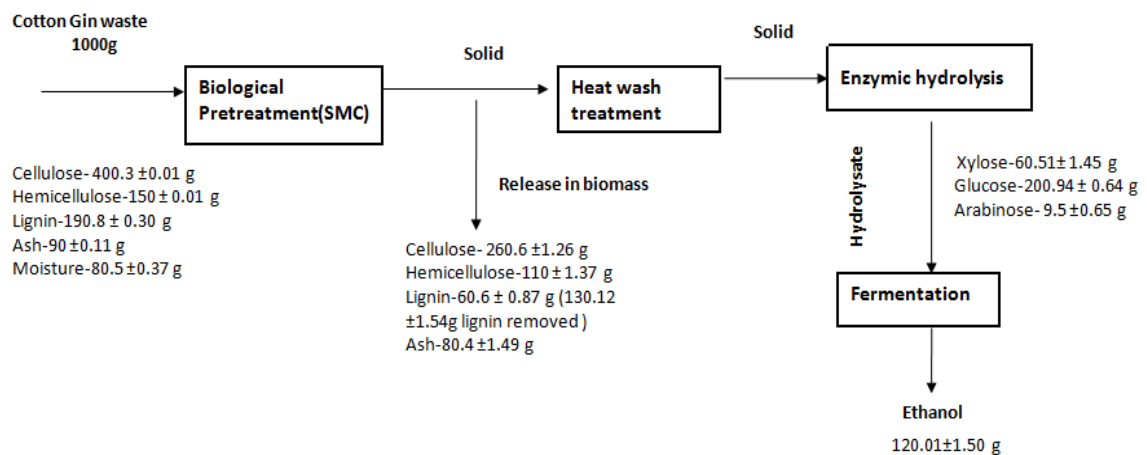 Cotton Gin waste
1000g
Biological
Pretreatment(SMC)
Solid
Heat wash
treatment
Solid
Enzymic hydrolysis
Cellulose-400.3 ±0.01 g
Hemicellulose-150 ± 0.01 g
Lignin-190.8 ± 0.30 g
Ash-90 ±0.11 g
Moisture-80.5±0.37 g
Release in biomass
Cellulose- 260.6 ±1.26 g
Hemicellulose-110 ± 1.37 g
Lignin-60.6 ± 0.87 g (130.12
±1.54g lignin removed )
Ash-80.4 ±1.49 g
Hydrolysate
Xylose-60.51± 1.45 g
Glucose-200.94 ± 0.64 g
Arabinose- 9.5 ±0.65 g
Fermentation
Ethanol
120.01±1.50 g